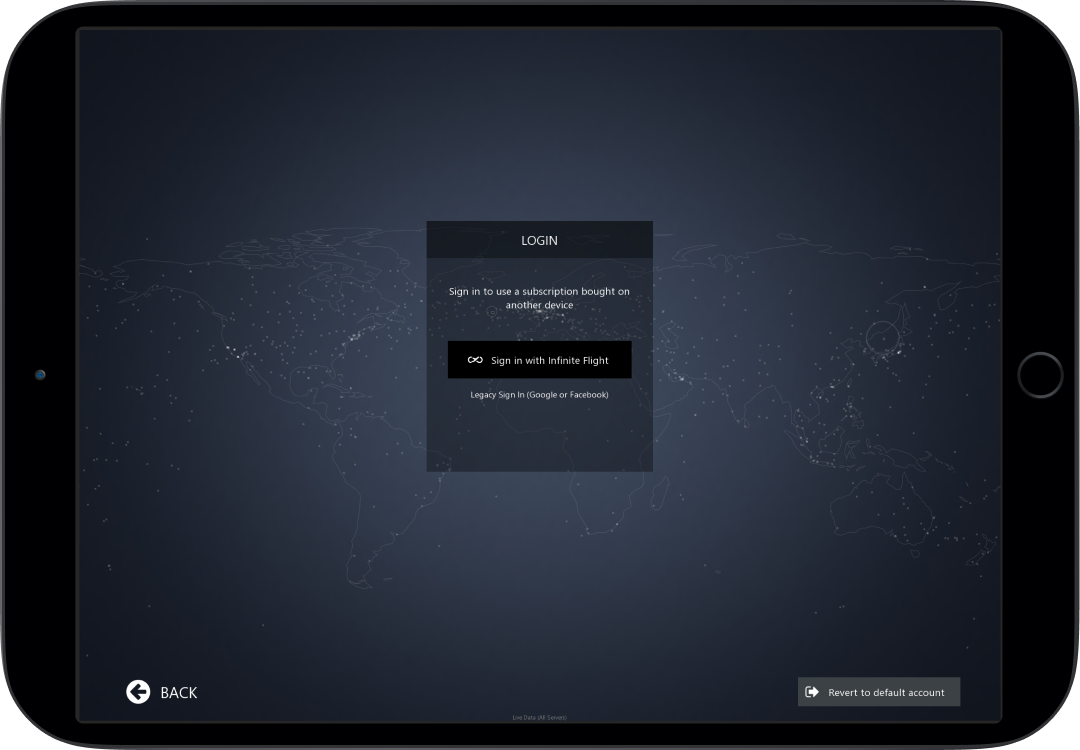 LOGIN
Sign in to use a subscription bought on
another device
Sign in with Infinite Flight
Legacy Sign In (Google or Facebook)
BACK
Revert to default account
Live Data (All Servers)